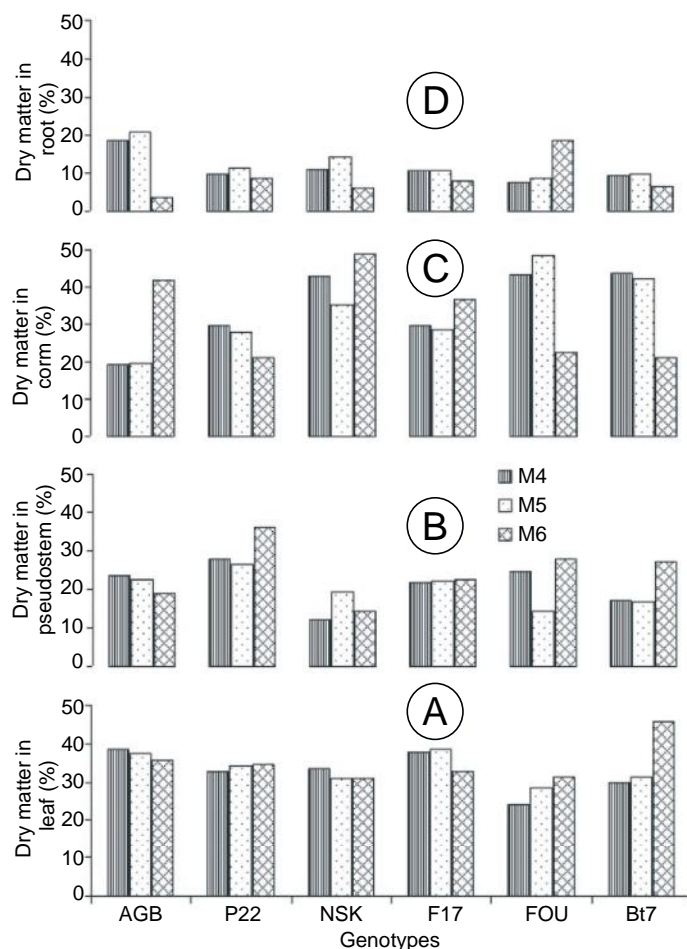 Dry matter in
root (%)
50
40
30
20
10
0
D
Dry matter in
corm (%)
50
40
30
20
10
0
C
Dry matter in
pseudostem (%)
50
40
30
20
10
0
B
M4
M5
M6
Dry matter in
leaf (%)
50
40
30
20
10
0
A
AGB P22 NSK F17 FOU Bt7
Genotypes